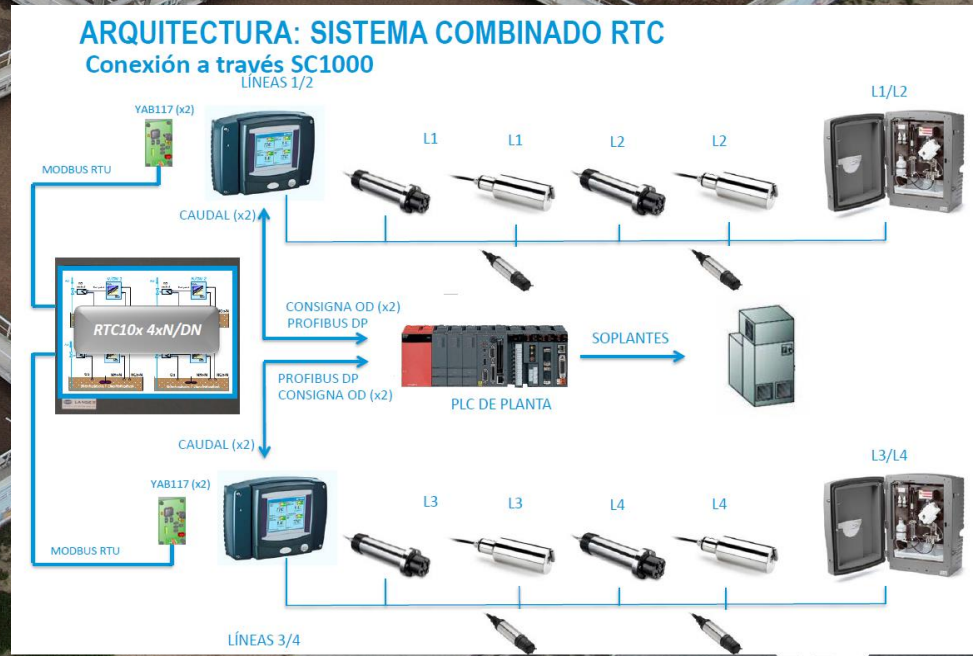 ARQUITECTURA: SISTEMA COMBINADO RTC
Conexión a través SC1000
LÍNEAS 1/2
YAB117 (x2)
MODBUS RTU
CAUDAL (x2)
L1
L1
L2
L2
L1/L2
RTC10x 4xN/DN
CONSIGNA OD (x2)
PROFIBUS DP
PROFIBUS DP
CONSIGNA OD (x2)
PLC DE PLANTA
SOPLANTES
CAUDAL (x2)
YAB117 (x2)
MODBUS RTU
L3
L3
L4
L4
L3/L4
LÍNEAS 3/4